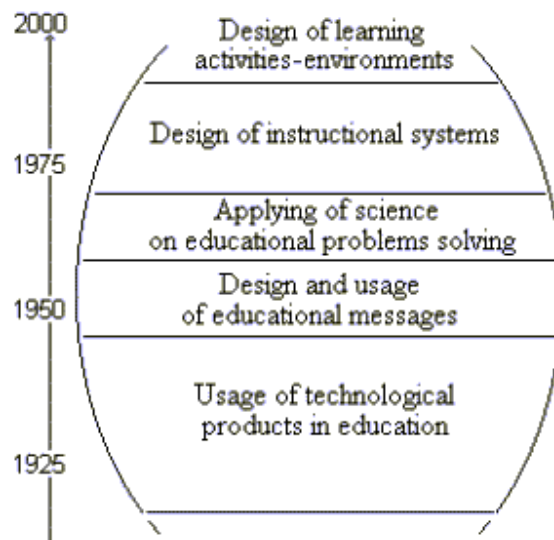 2000
Design of learning
activities-environments
Design of instructional systems
1975
Applying of science
on educational problems solving
Design and usage
1950
of educational messages
Usage of technological
products in education
1925